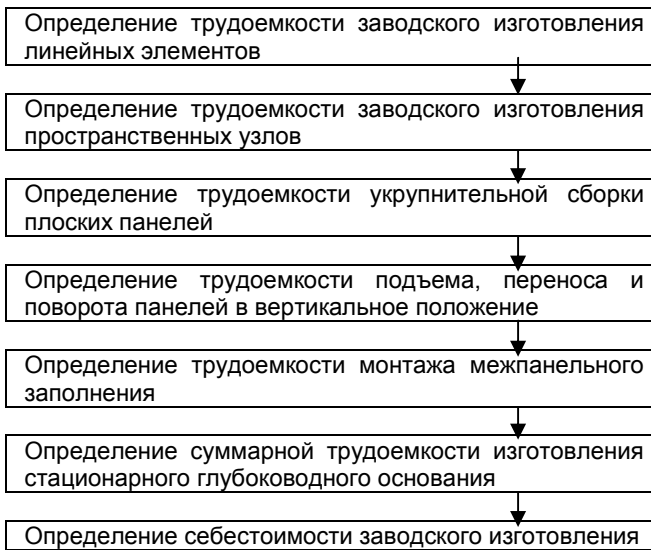 Определение трудоемкости заводского изготовления
линейных элементов
Определение трудоемкости заводского изготовления
пространственных узлов
Определение трудоемкости укрупнительной сборки
плоских панелей
Определение трудоемкости подъема, переноса и
поворота панелей в вертикальное положение
Определение трудоемкости монтажа межпанельного
заполнения
Определение суммарной трудоемкости изготовления
стационарного глубоководного основания
Определение себестоимости заводского изготовления